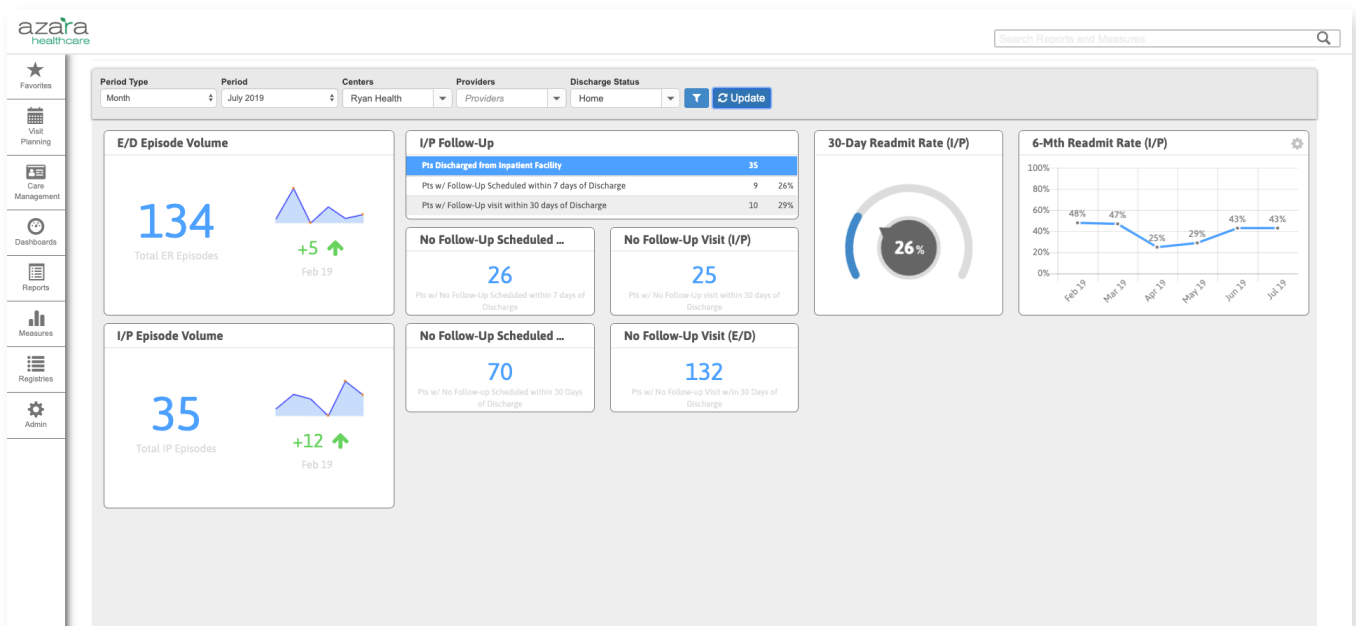 azara
healthcare
Search Reports and Measures
Favorites
Visit
Planning
Care
Management
Dashboards
Reports
Measures
Registries
Admin
Period Type
Period
Centers
Providers
Discharge Status
Month
July 2019
Ryan Health
Providers
Home
Update
E/D Episode Volume
134
Total ER Episodes
+5
Feb 19
I/P Follow-Up
Pts Discharged from Inpatient Facility 35
Pts w/ Follow-Up Scheduled within 7 days of Discharge 9 26%
Pts w/ Follow-Up visit within 30 days of Discharge 10 29%
No Follow-Up Scheduled ...
26
Pts w/ No Follow-Up Scheduled within 7 days of
Discharge
No Follow-Up Visit (I/P)
25
Pts w/ No Follow-Up visit within 30 days of
Discharge
30-Day Readmit Rate (I/P)
26%
6-Mth Readmit Rate (I/P)
100%
80%
60%
40%
20%
0%
48%
47%
25%
29%
43%
43%
Feb 19
Mar 19
Apr 19
May 19
Jun 19
Jul 19
I/P Episode Volume
35
Total IP Episodes
+12
Feb 19
No Follow-Up Scheduled ...
70
Pts w/ No Follow-up Scheduled within 30 Days
of Discharge
No Follow-Up Visit (E/D)
132
Pts w/ No Follow-up Visit w/in 30 Days of
Discharge